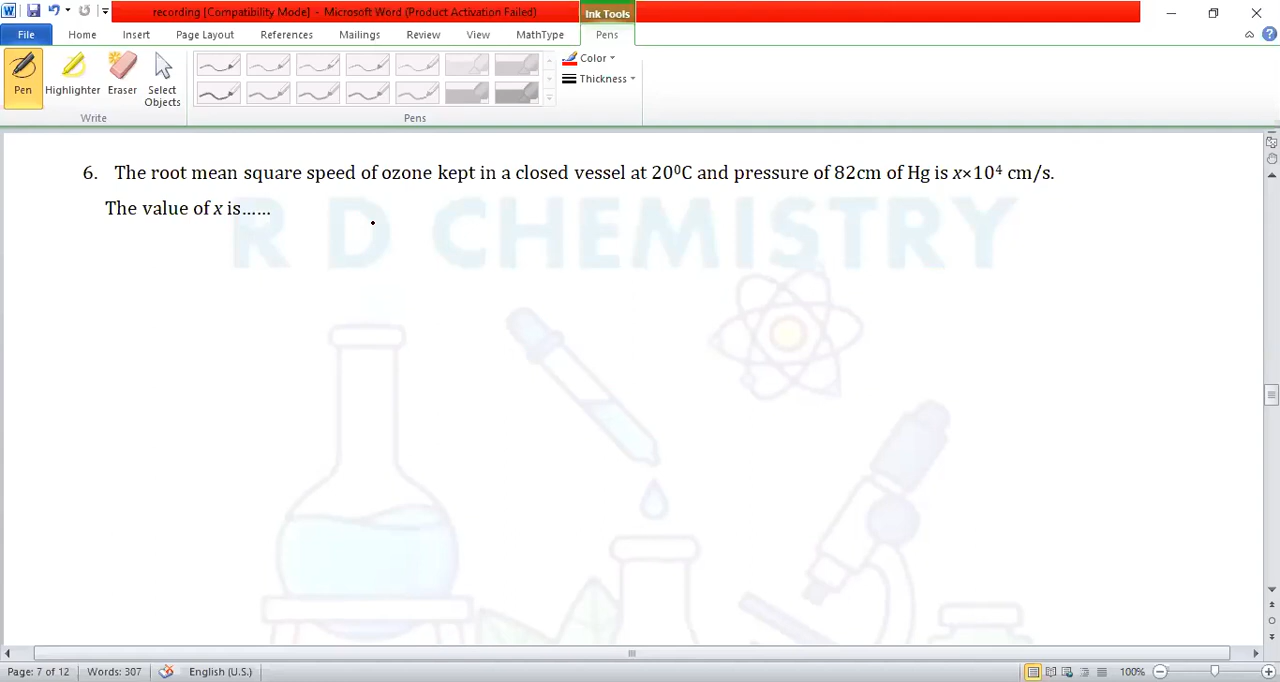 recording [Compatibility Mode] - Microsoft Word (Product Activation Failed)
Ink Tools
File
Home
Insert
Page Layout
References
Mailings
Review
View
MathType
Pens
Pen
Highlighter
Eraser
Select
Objects
Color
Thickness
Write
Pens
6. The root mean square speed of ozone kept in a closed vessel at 20⁰C and pressure of 82cm of Hg is x×10⁴ cm/s.
The value of x is……
R D CHEMISTRY
Page: 7 of 12
Words: 307
English (U.S.)
100%